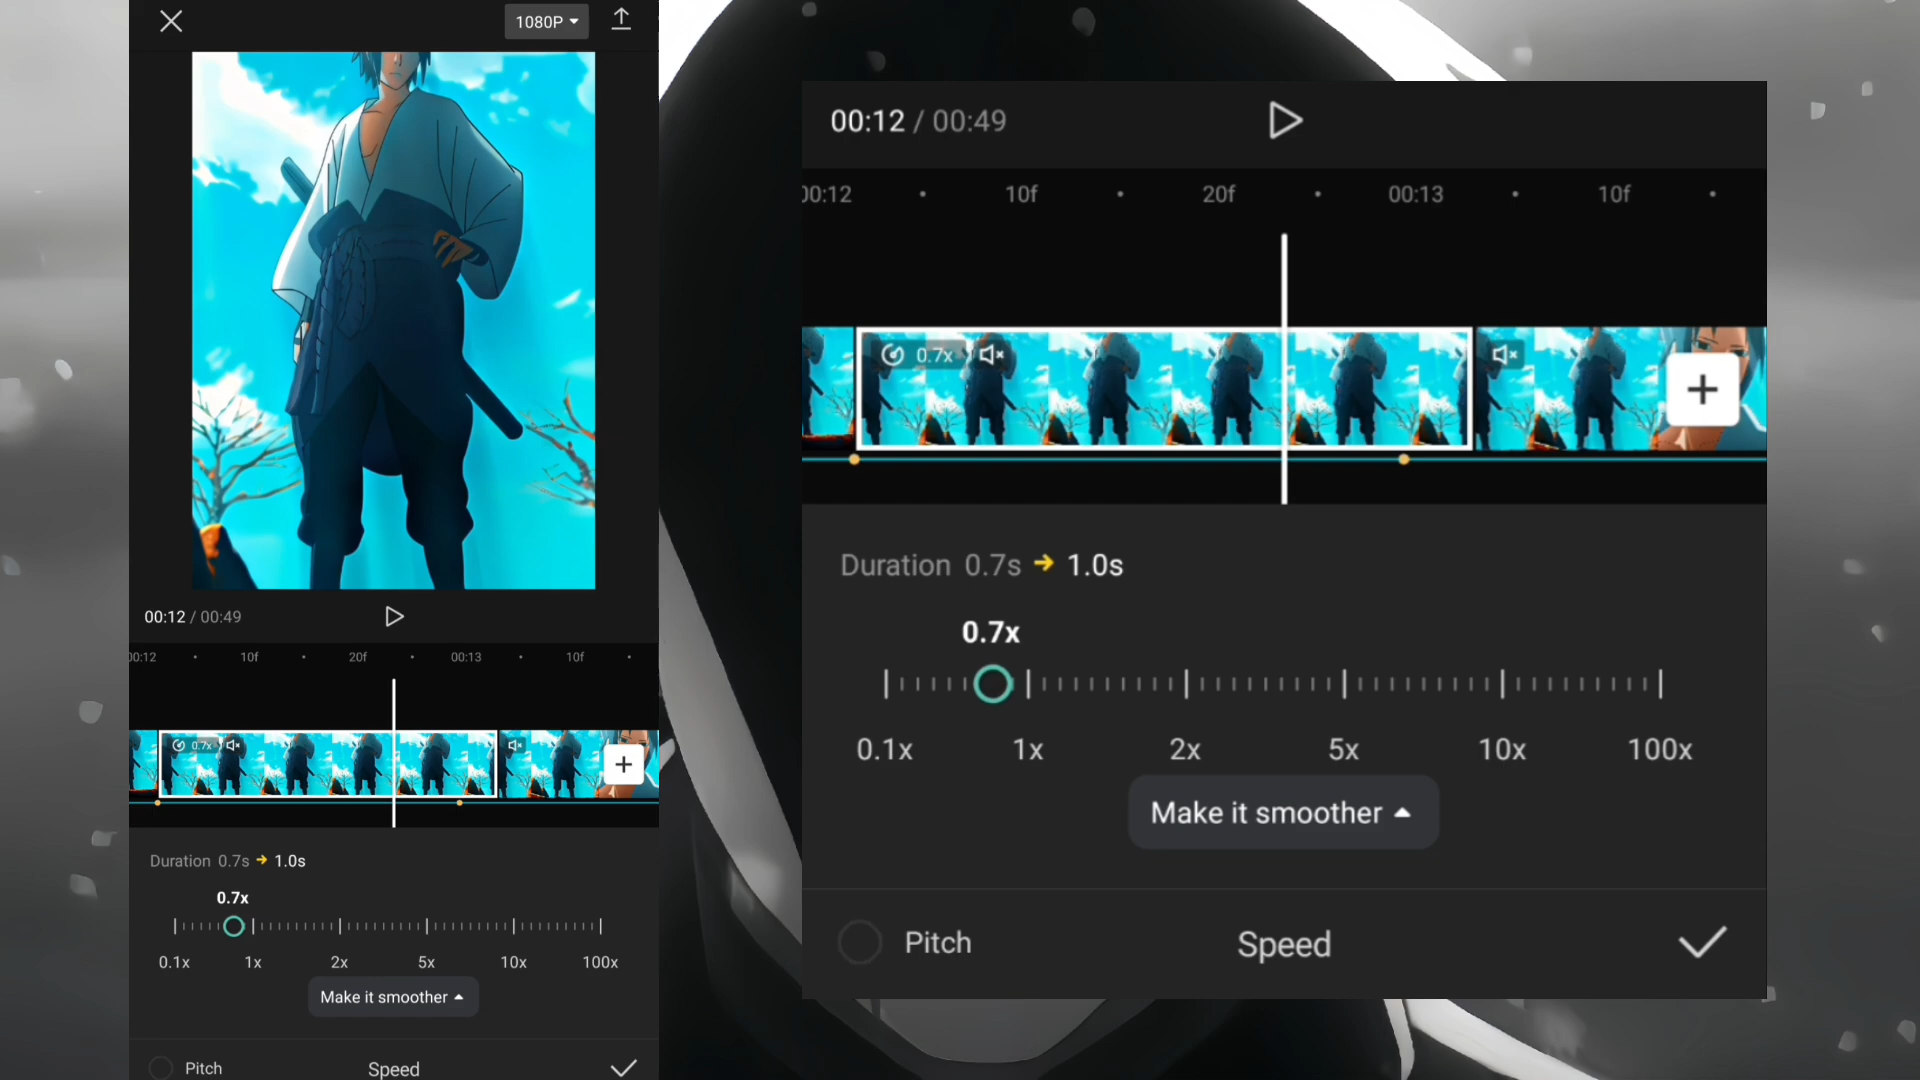 1080P
00:12 / 00:49
00:12 10f 20f 00:13 10f
0.7x
Duration 0.7s → 1.0s
0.7x
0.1x 1x 2x 5x 10x 100x
Make it smoother
Pitch Speed
00:12 / 00:49
00:12 10f 20f 00:13 10f
0.7x
Duration 0.7s → 1.0s
0.7x
0.1x 1x 2x 5x 10x 100x
Make it smoother
Pitch Speed